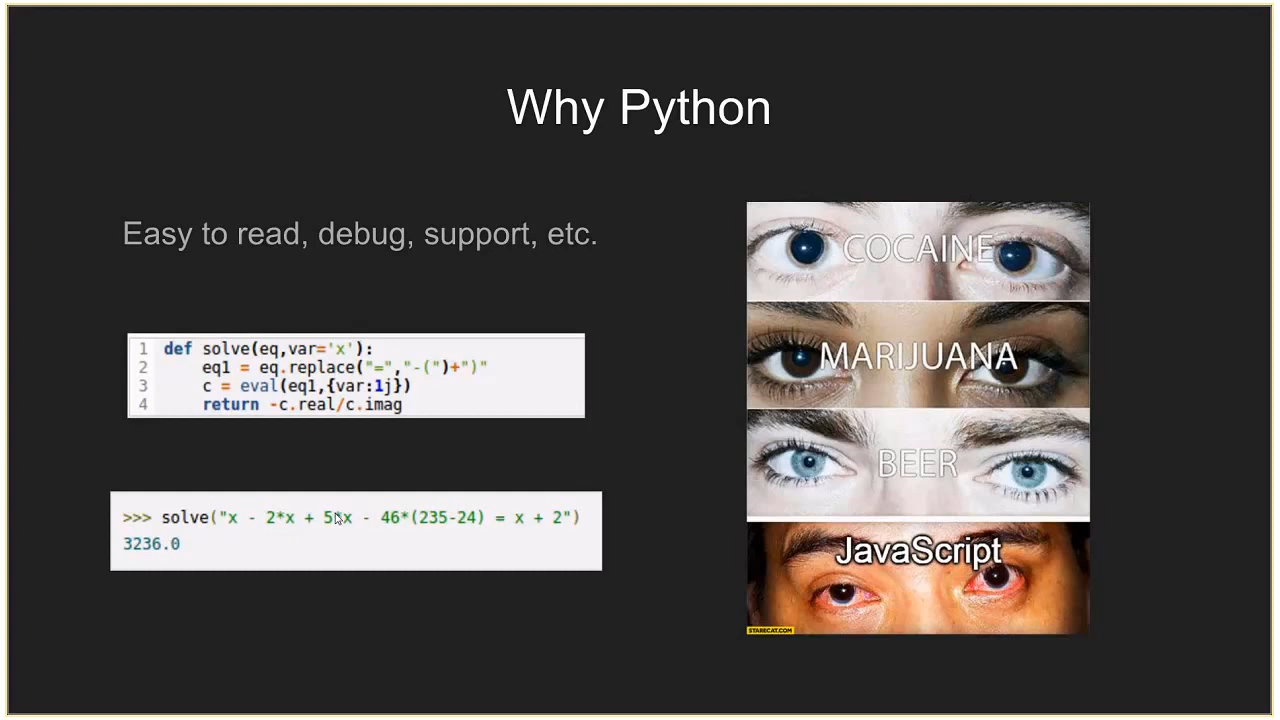 Why Python
Easy to read, debug, support, etc.
1 def solve(eq,var='x'):
2     eq1 = eq.replace("=","-(")+")"
3     c = eval(eq1,{var:1j})
4     return -c.real/c.imag
>>> solve("x - 2*x + 5*x - 46*(235-24) = x + 2")
3236.0
COCAINE
MARIJUANA
BEER
JavaScript
STARECAT.COM